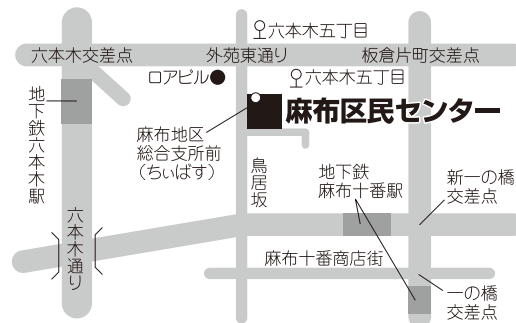 六本木五丁目
六本木交差点
外苑東通り
板倉片町交差点
ロアビル
六本木五丁目
地下鉄六本木駅
麻布区民センター
麻布地区
総合支所前
（ちぃばす）
鳥居坂
地下鉄
麻布十番駅
新一の橋
交差点
六本木通り
麻布十番商店街
一の橋
交差点